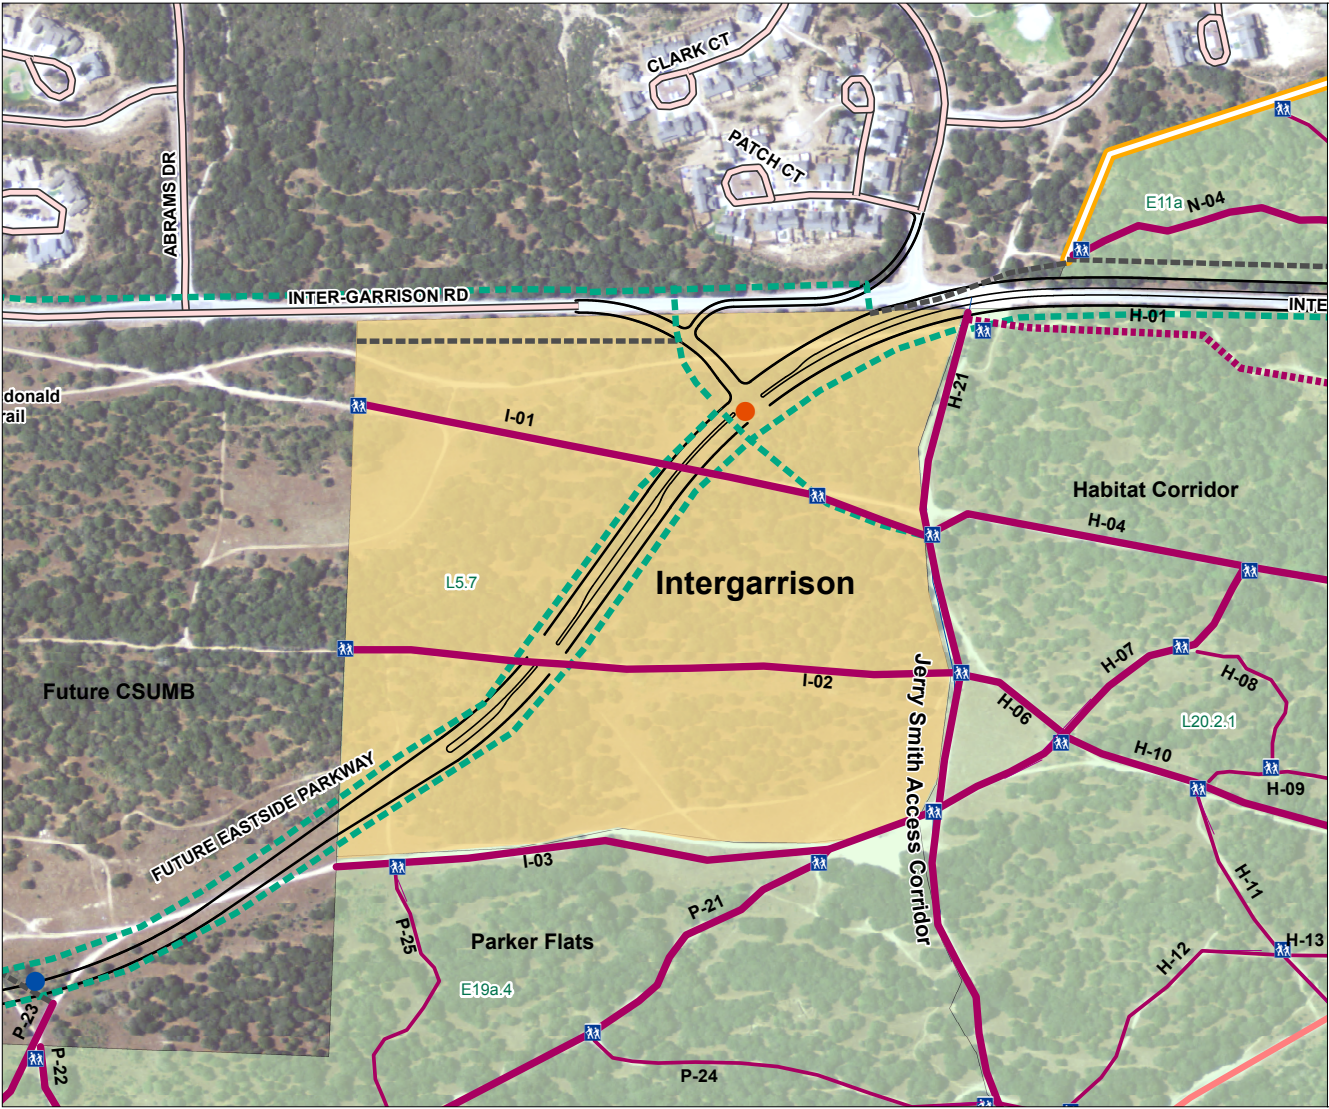 CLARK CT
PATCH CT
ABRAMS DR
E11a
N-04
INTER-GARRISON RD
INTE
H-01
donald
rail
I-01
H-21
Habitat Corridor
H-04
L5.7
Intergarrison
Future CSUMB
I-02
Jerry Smith Access Corridor
H-06
H-07
H-08
L20.2.1
H-10
H-09
FUTURE EASTSIDE PARKWAY
I-03
H-11
P-21
P-25
Parker Flats
H-12
H-13
E19a.4
P-23
P-22
P-24